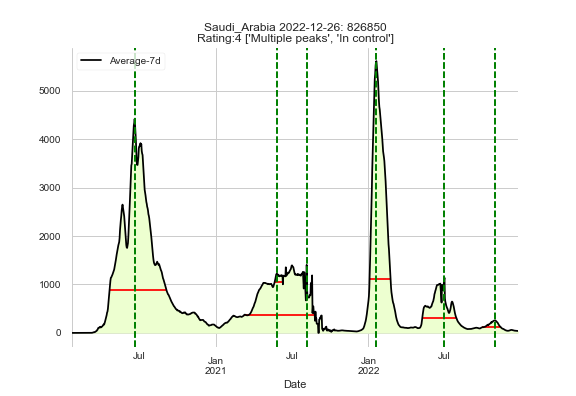 Saudi_Arabia 2022-12-26: 826850
Rating:4 ['Multiple peaks', 'In control']
Average-7d
5000
4000
3000
2000
1000
0
Jul
Jan
2021
Jul
Jan
2022
Jul
Date